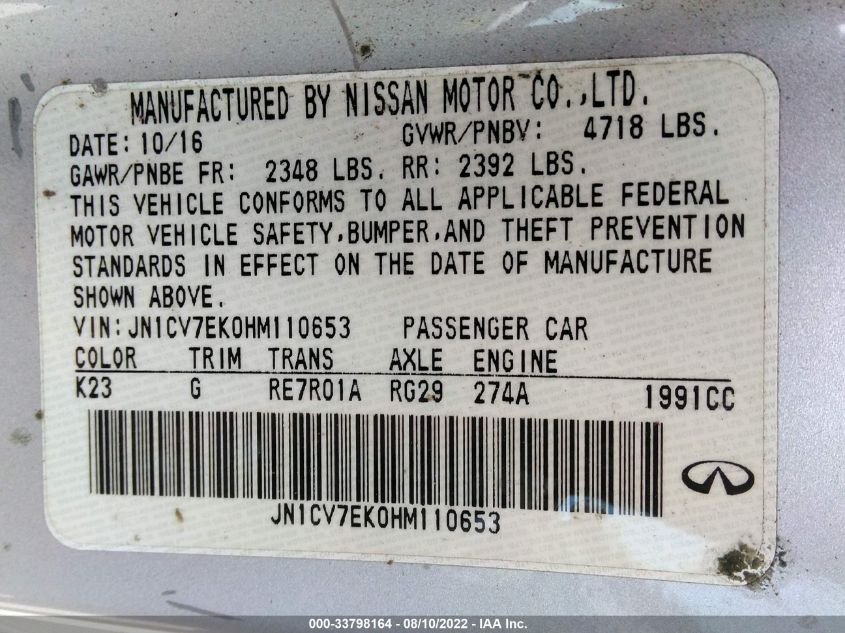 MANUFACTURED BY NISSAN MOTOR CO.,LTD.
DATE: 10/16 GVWR/PNBV: 4718 LBS.
GAWR/PNBE FR: 2348 LBS. RR: 2392 LBS.
THIS VEHICLE CONFORMS TO ALL APPLICABLE FEDERAL
MOTOR VEHICLE SAFETY,BUMPER,AND THEFT PREVENTION
STANDARDS IN EFFECT ON THE DATE OF MANUFACTURE
SHOWN ABOVE.
VIN:JN1CV7EK0HM110653 PASSENGER CAR
COLOR TRIM TRANS AXLE ENGINE
K23 G RE7R01A RG29 274A 1991CC
JN1CV7EK0HM110653
000-33798164 - 08/10/2022 - IAA Inc.